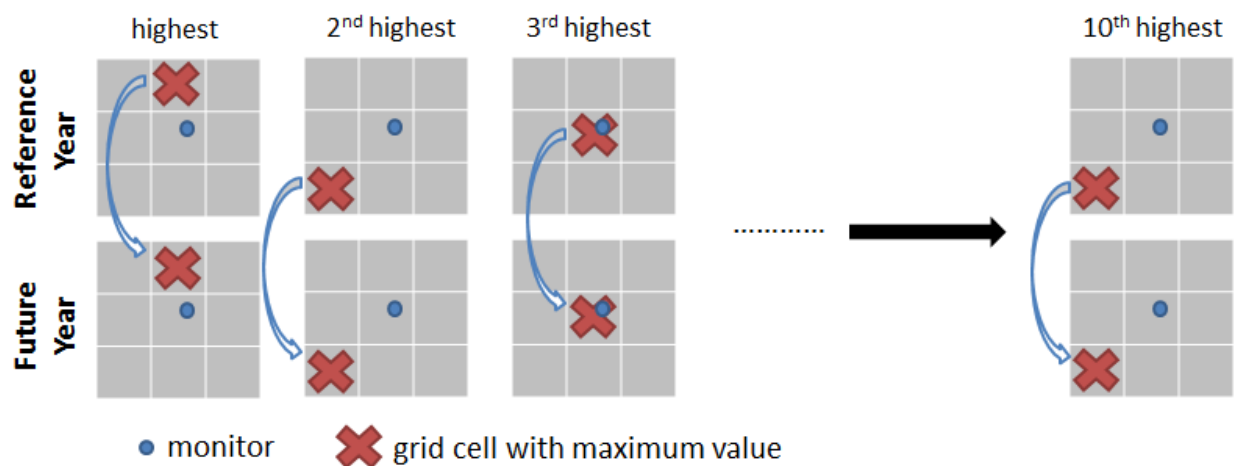 highest
2nd highest
3rd highest
10th highest
Reference
Year
…………
Future
Year
monitor
grid cell with maximum value